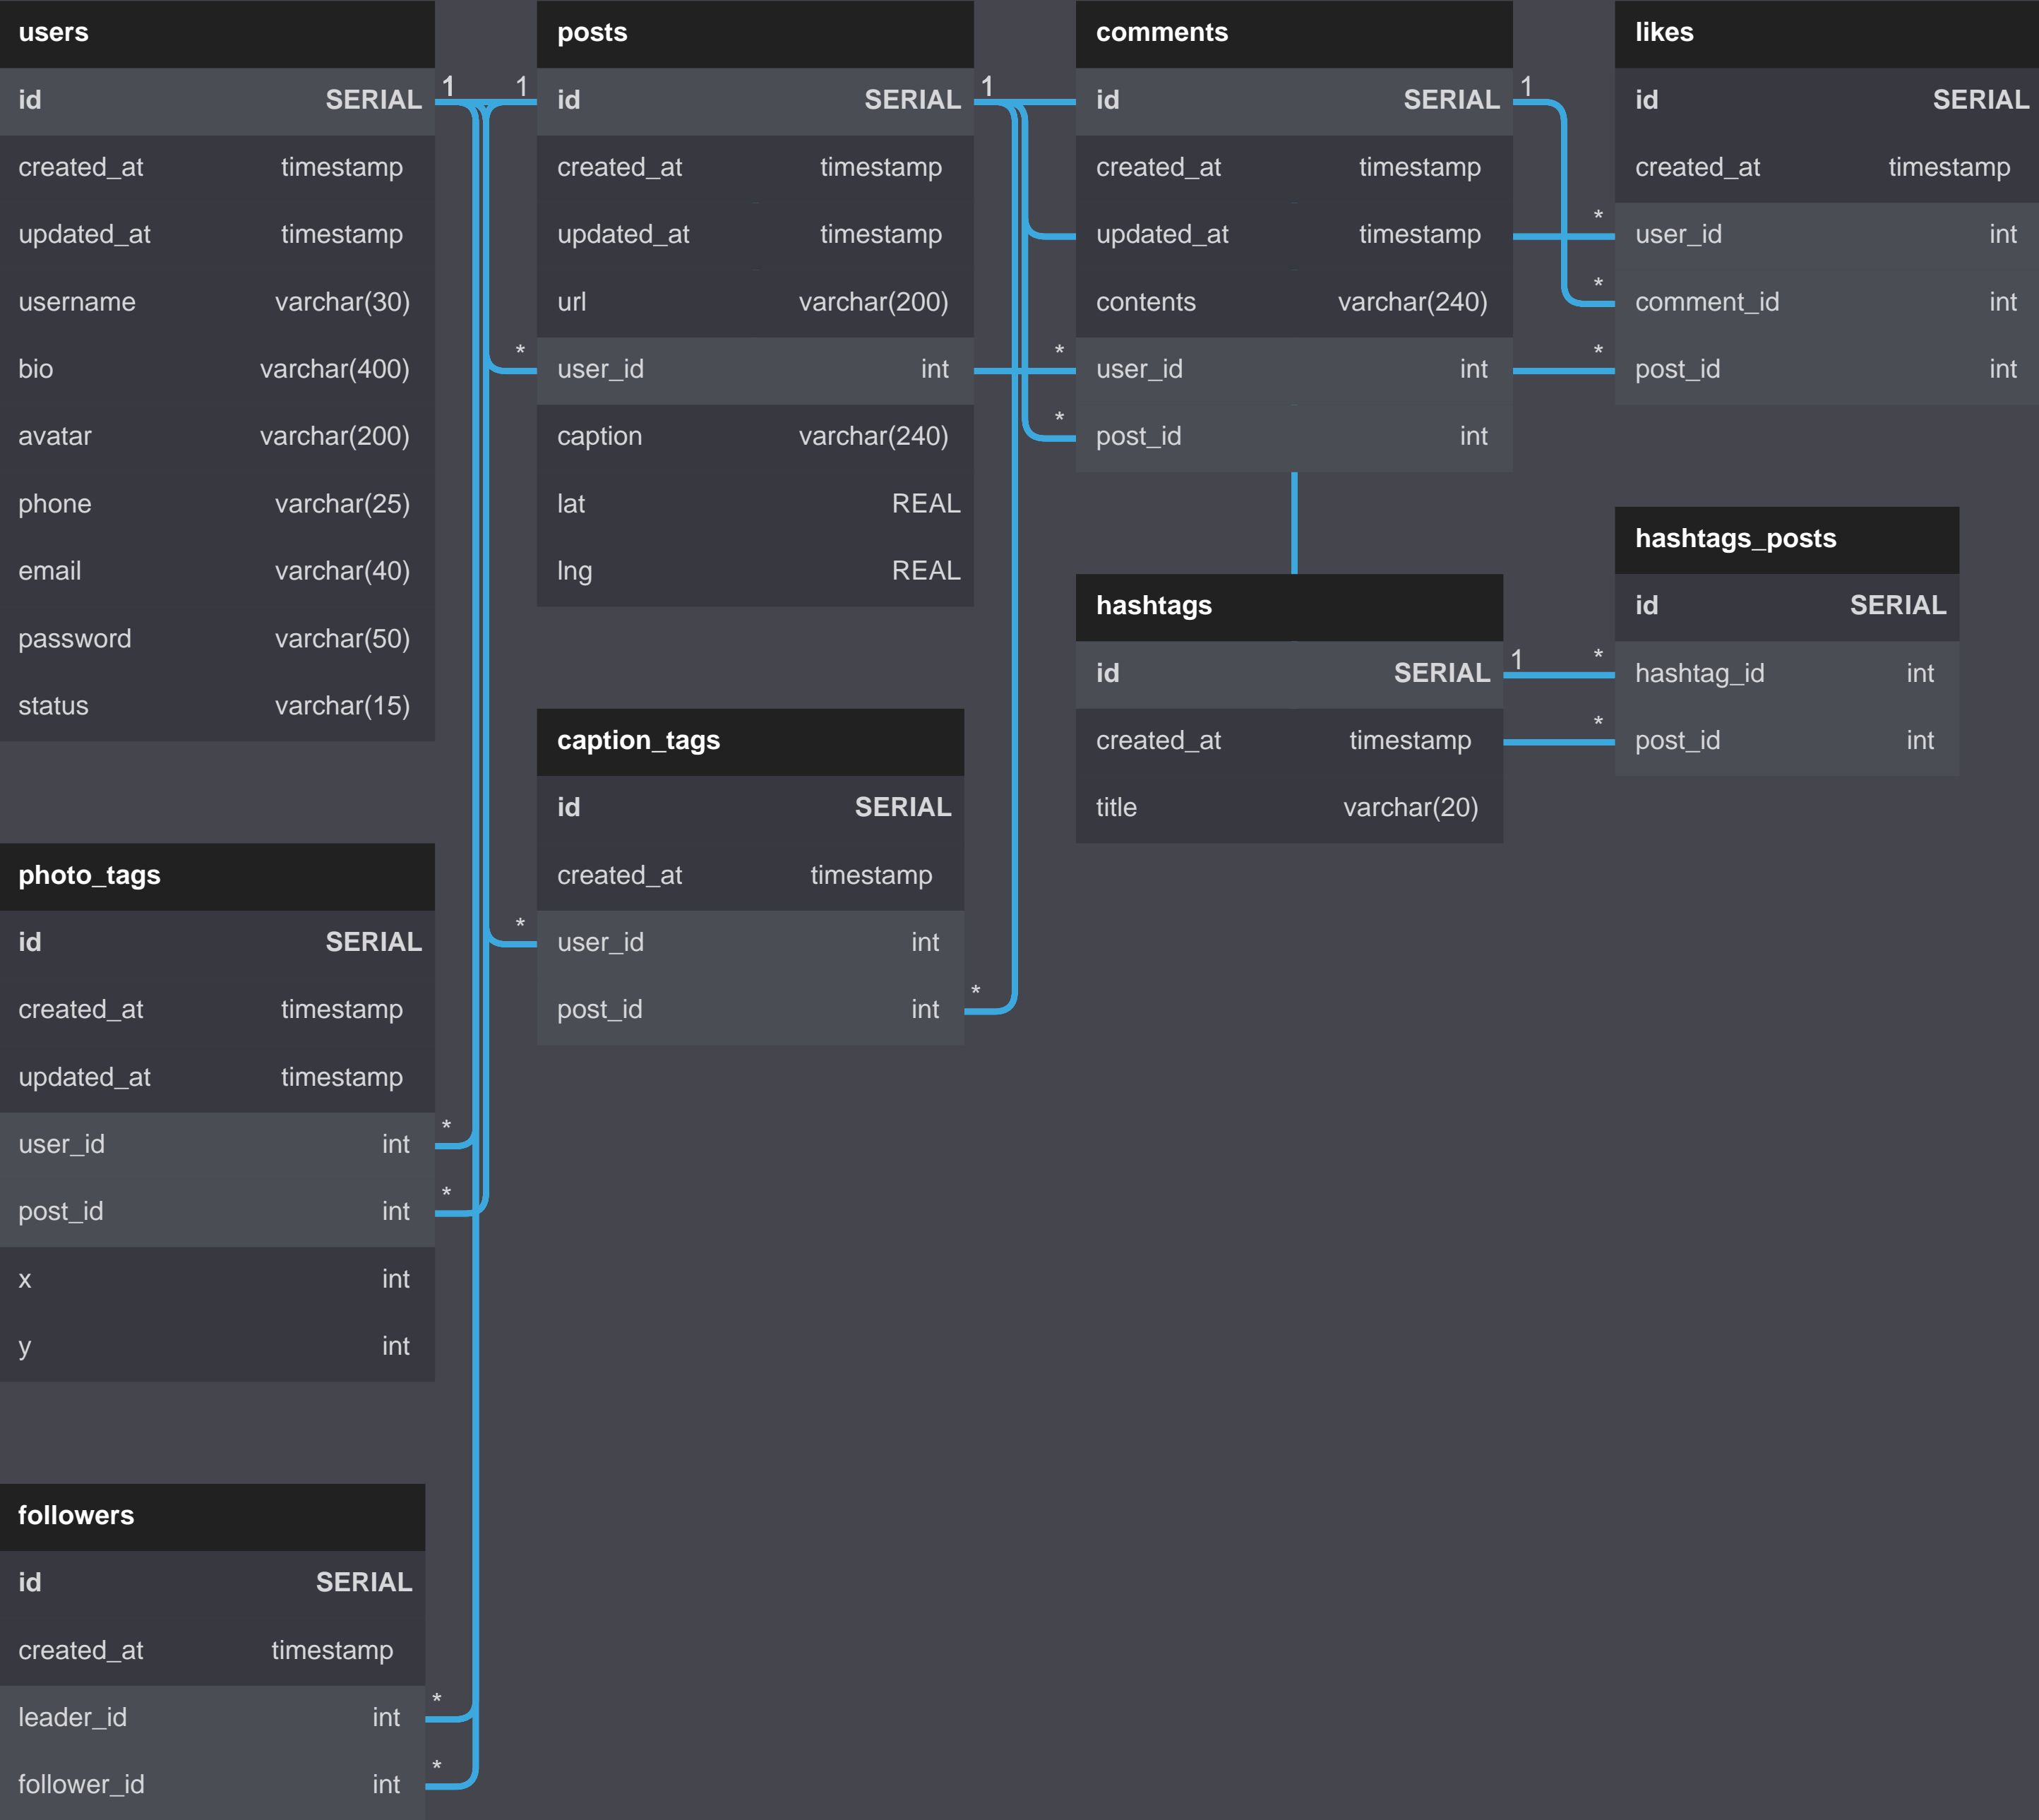 users
id SERIAL
created_at timestamp
updated_at timestamp
username varchar(30)
bio varchar(400)
avatar varchar(200)
phone varchar(25)
email varchar(40)
password varchar(50)
status varchar(15)
1
1
posts
id SERIAL
created_at timestamp
updated_at timestamp
url varchar(200)
* user_id int
caption varchar(240)
lat REAL
lng REAL
1
comments
id SERIAL
created_at timestamp
updated_at timestamp
contents varchar(240)
* user_id int
* post_id int
1
likes
id SERIAL
created_at timestamp
* user_id int
* comment_id int
* post_id int
hashtags_posts
id SERIAL
* hashtag_id int
* post_id int
hashtags
id SERIAL 1
created_at timestamp
title varchar(20)
caption_tags
id SERIAL
created_at timestamp
* user_id int
post_id int *
photo_tags
id SERIAL
created_at timestamp
updated_at timestamp
user_id int *
post_id int *
x int
y int
followers
id SERIAL
created_at timestamp
leader_id int *
follower_id int *